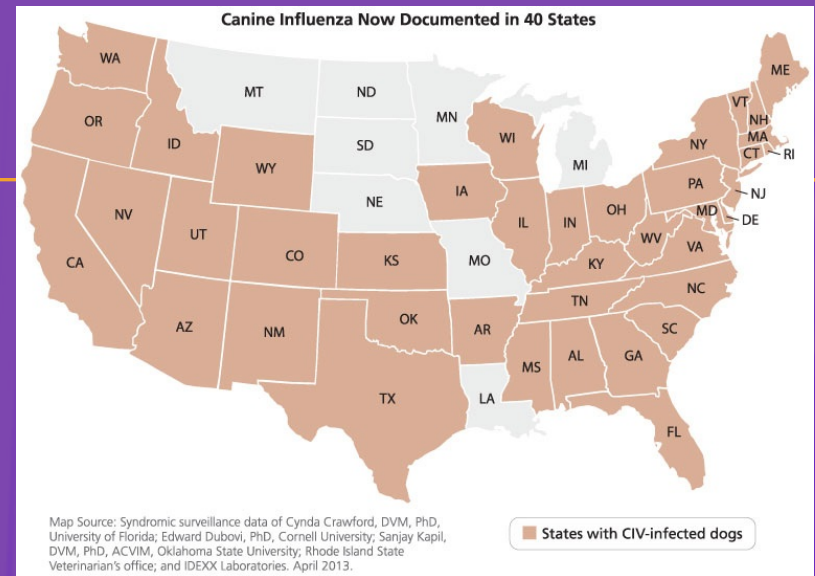 Canine Influenza Now Documented in 40 States
WA
ME
MT
ND
VT
MN
OR
NH
ID
WI
MA
SD
NY
CT
RI
WY
MI
PA
IA
NJ
NE
NV
OH
MD
DE
IL
IN
UT
WV
VA
CO
CA
KS
MO
KY
NC
TN
AZ
OK
NM
AR
SC
MS
AL
GA
TX
LA
FL
Map Source: Syndromic surveillance data of Cynda Crawford, DVM, PhD,
University of Florida; Edward Dubovi, PhD, Cornell University; Sanjay Kapil,
DVM, PhD, ACVIM, Oklahoma State University; Rhode Island State
Veterinarian's office; and IDEXX Laboratories. April 2013.
States with CIV-infected dogs